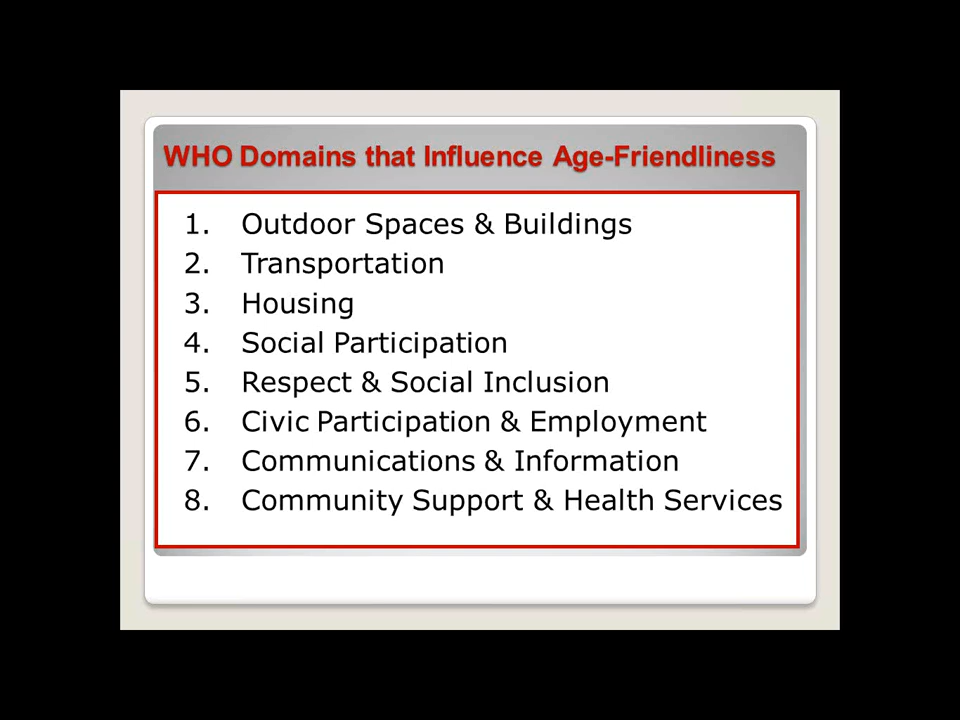 WHO Domains that Influence Age-Friendliness
1. Outdoor Spaces & Buildings
2. Transportation
3. Housing
4. Social Participation
5. Respect & Social Inclusion
6. Civic Participation & Employment
7. Communications & Information
8. Community Support & Health Services